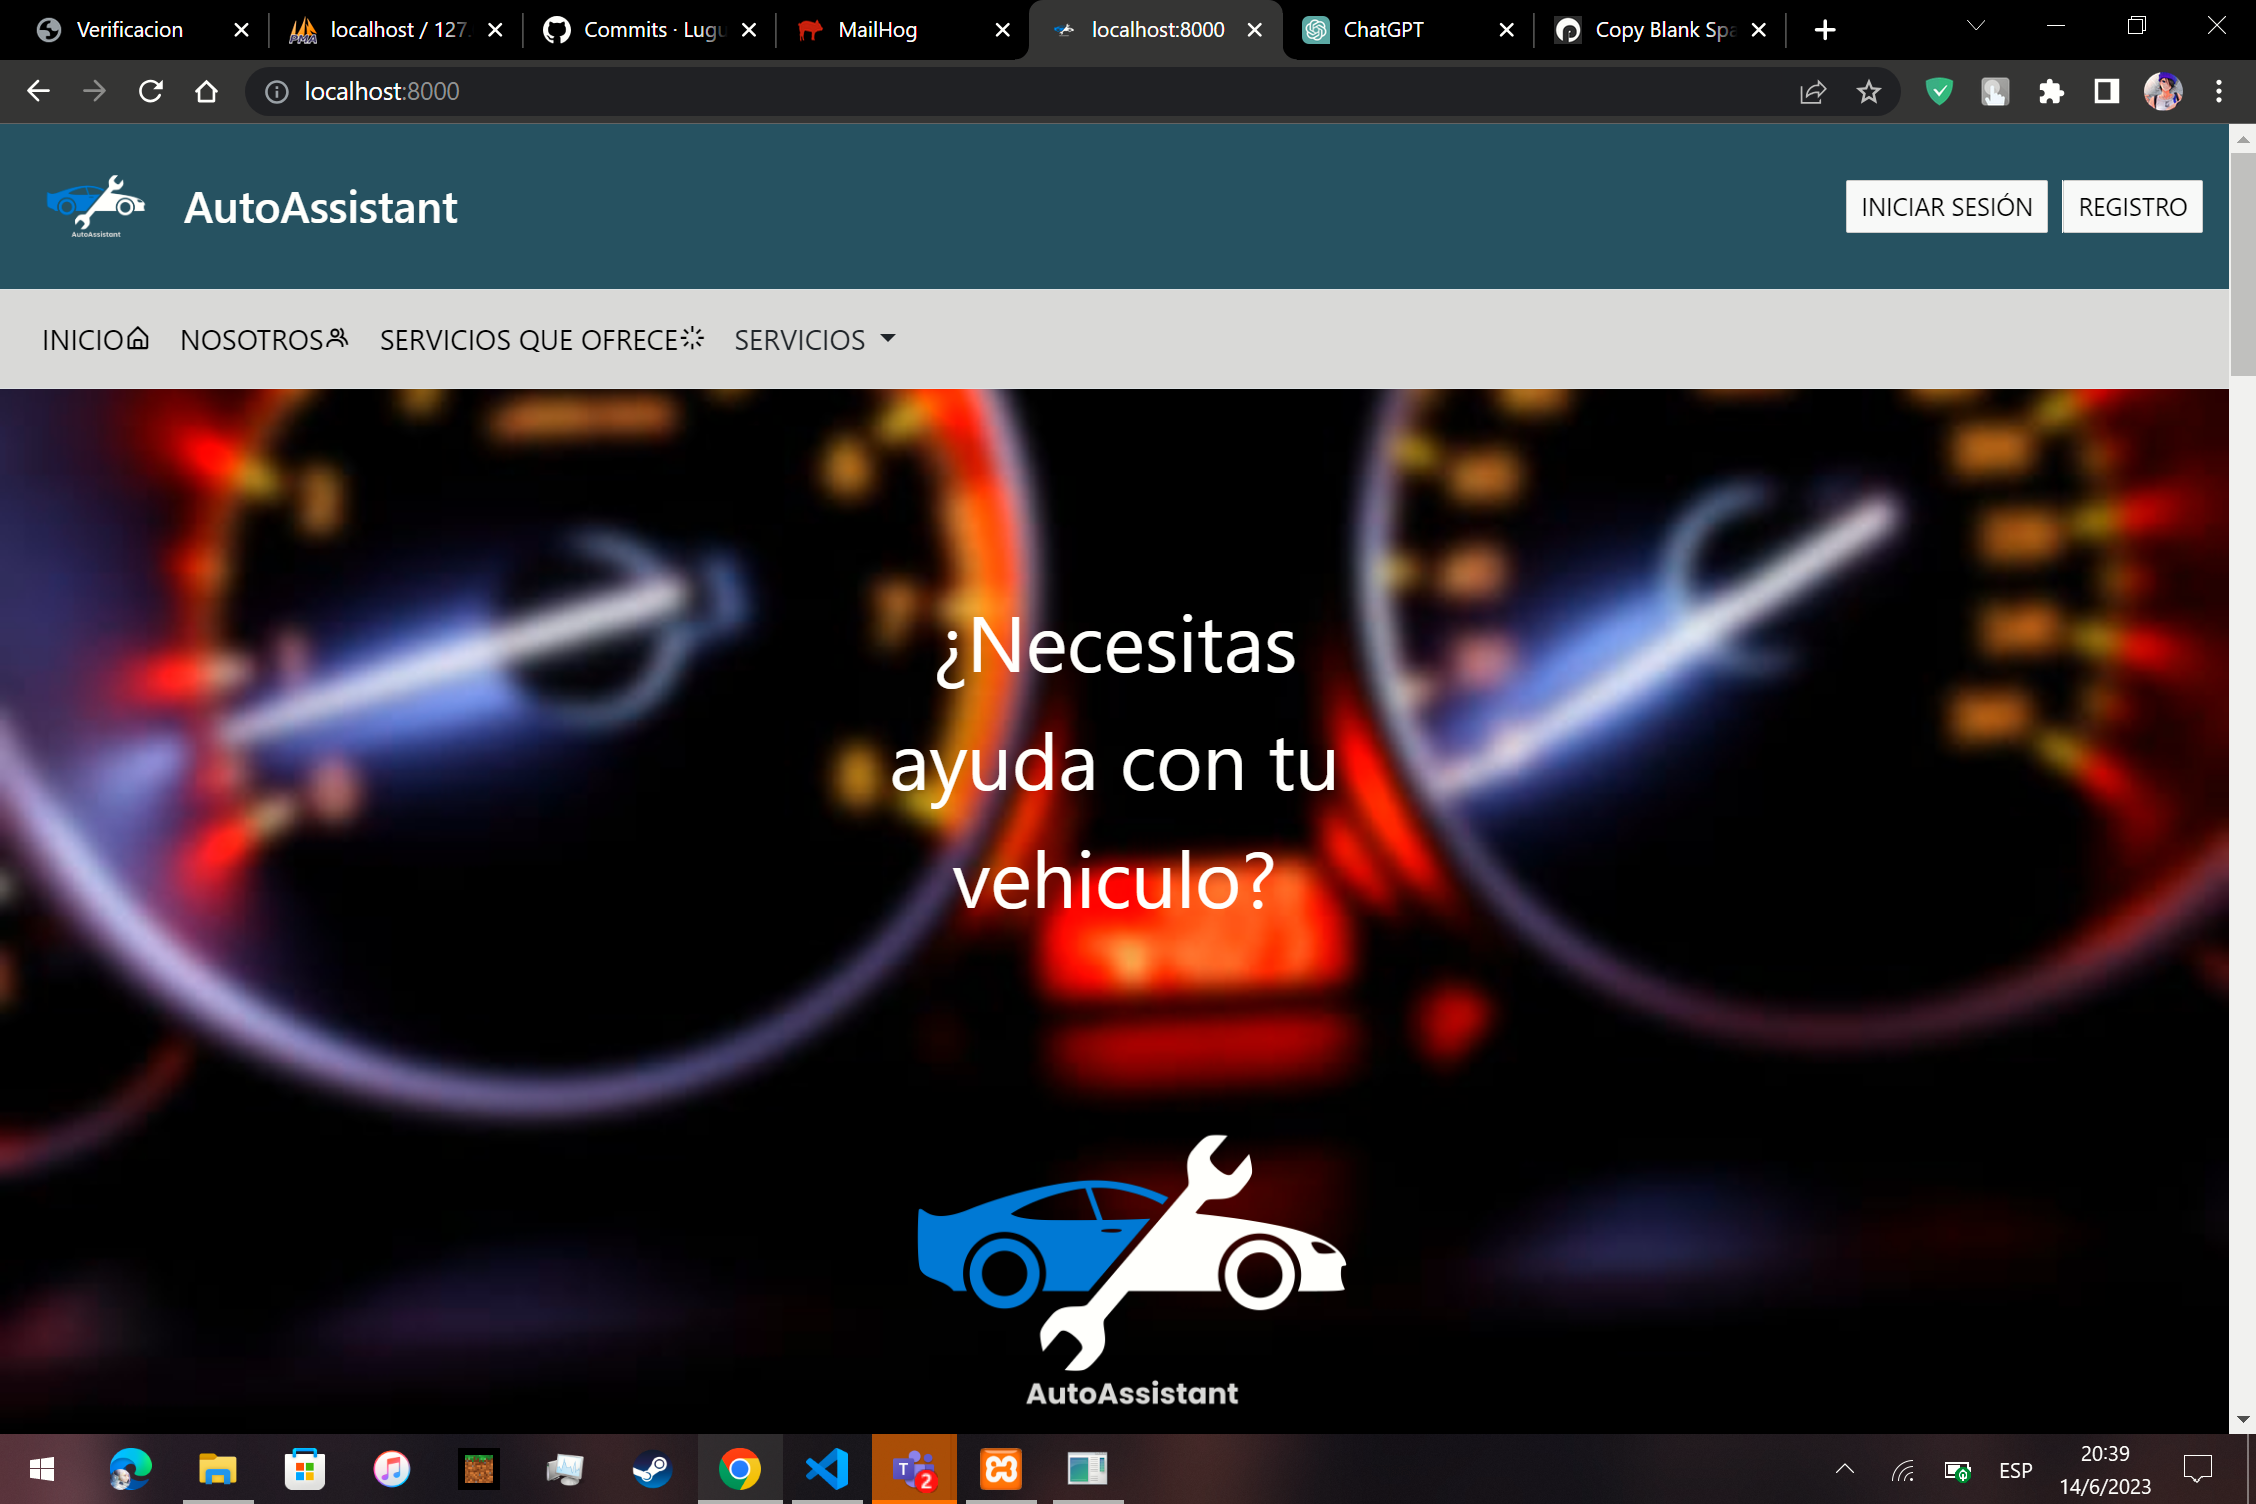 Verificacion
localhost / 127.
Commits · Lugu
MailHog
localhost:8000
ChatGPT
Copy Blank Spa
localhost:8000
AutoAssistant
AutoAssistant
INICIAR SESIÓN
REGISTRO
INICIO
NOSOTROS
SERVICIOS QUE OFRECE
SERVICIOS
¿Necesitas
ayuda con tu
vehiculo?
AutoAssistant
T
2
ESP
20:39
14/6/2023